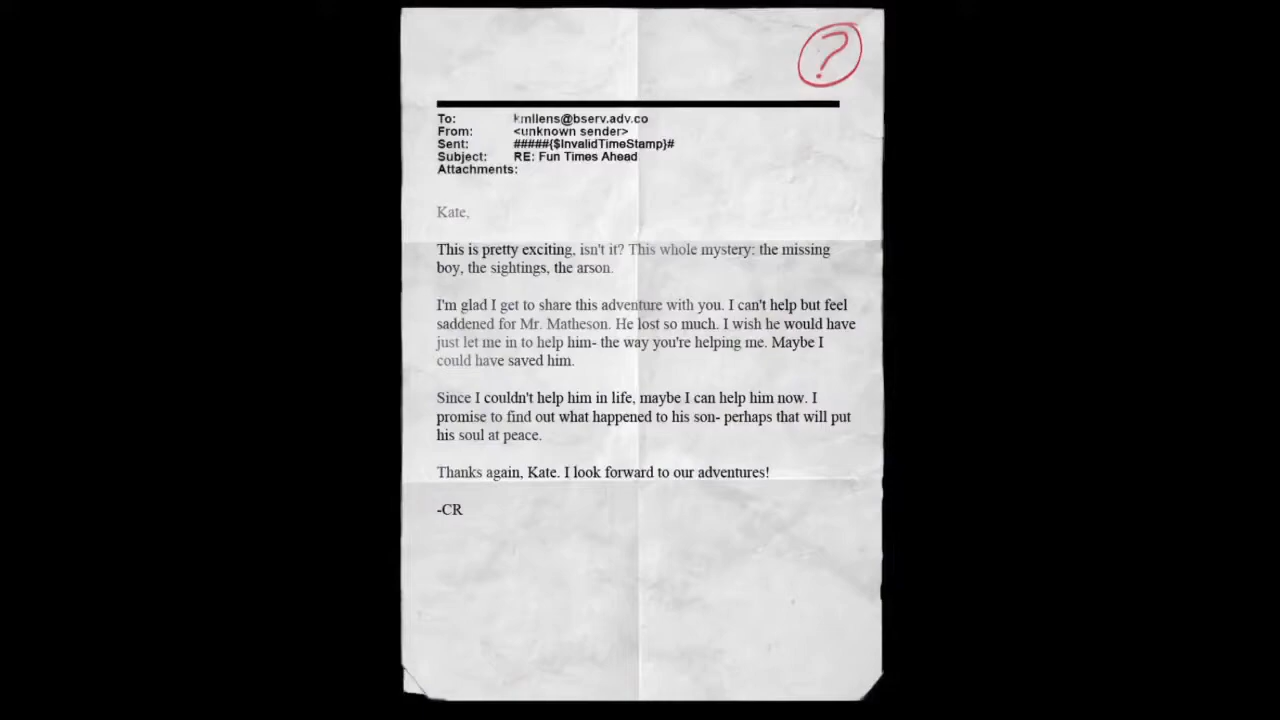 ?
To: kmllens@bserv.adv.co
From: <unknown sender>
Sent: #####{$InvalidTimeStamp}#
Subject: RE: Fun Times Ahead
Attachments:
Kate,
This is pretty exciting, isn't it? This whole mystery: the missing
boy, the sightings, the arson.
I'm glad I get to share this adventure with you. I can't help but feel
saddened for Mr. Matheson. He lost so much. I wish he would have
just let me in to help him- the way you're helping me. Maybe I
could have saved him.
Since I couldn't help him in life, maybe I can help him now. I
promise to find out what happened to his son- perhaps that will put
his soul at peace.
Thanks again, Kate. I look forward to our adventures!
-CR